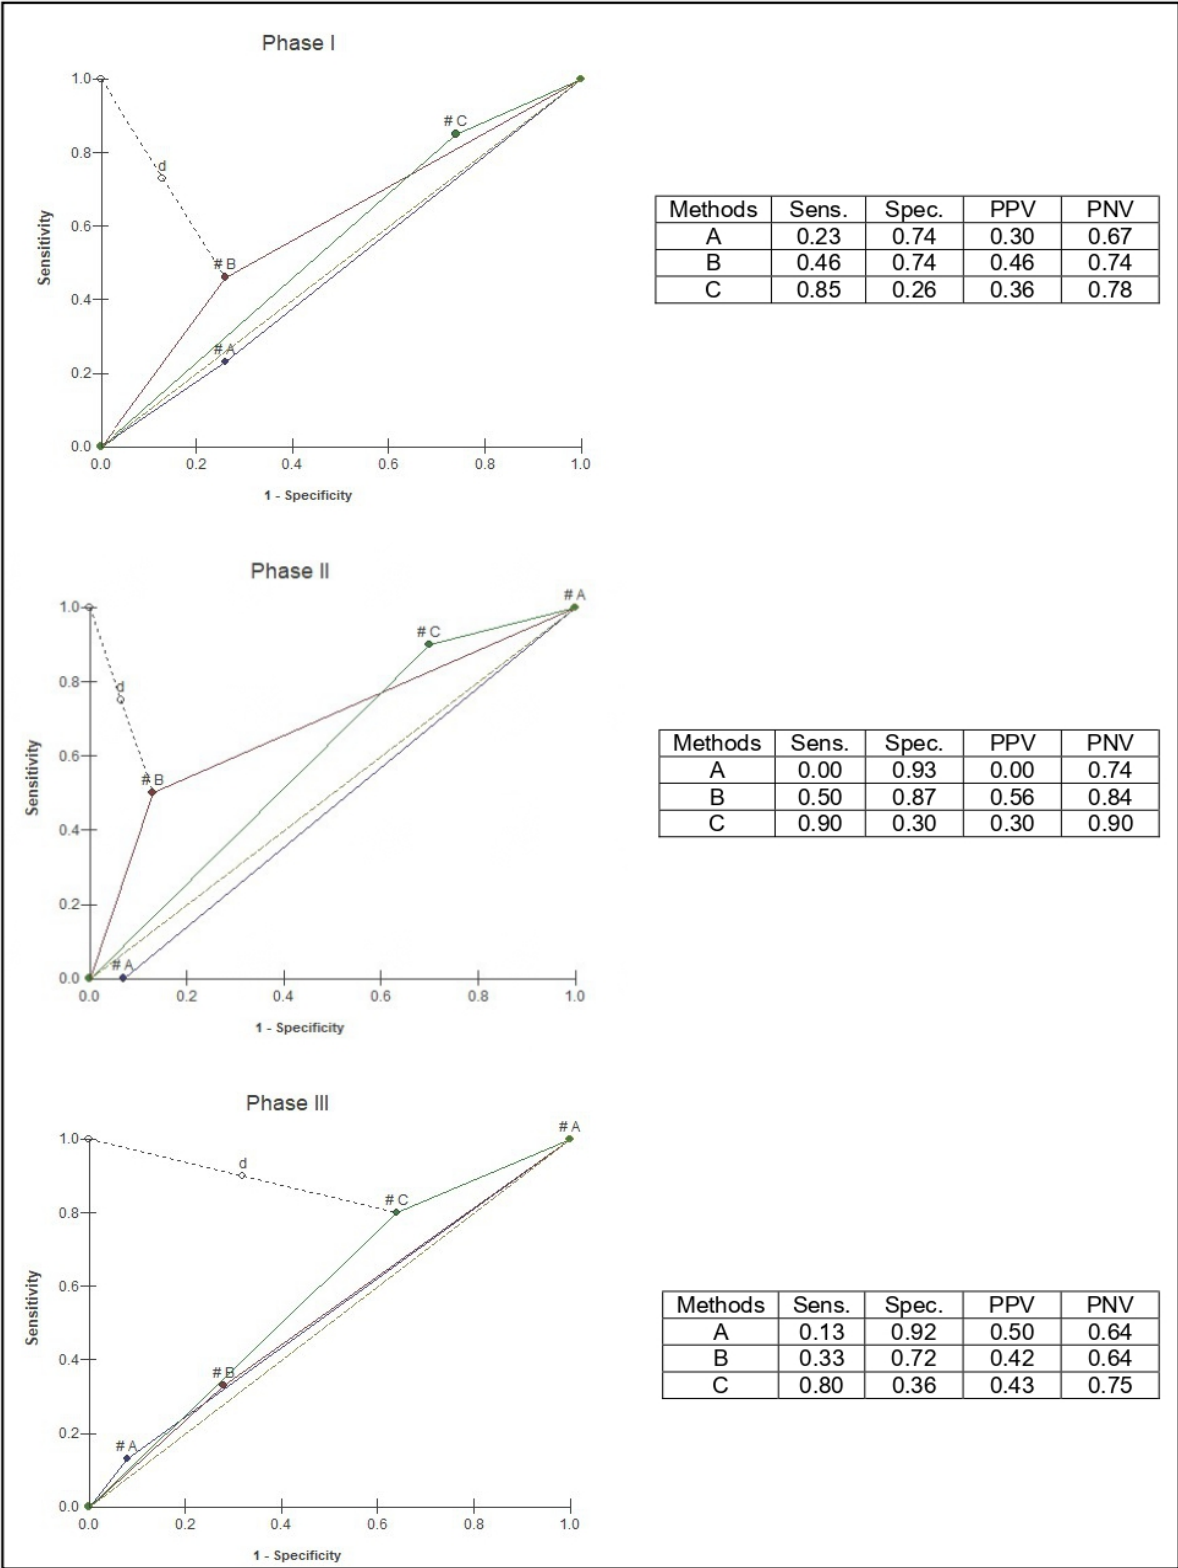 Phase I
1.0
0.8
0.6
0.4
0.2
0.0
Sensitivity
d
# B
# A
# C
0.0 0.2 0.4 0.6 0.8 1.0
1 - Specificity
Methods Sens. Spec. PPV PNV
A 0.23 0.74 0.30 0.67
B 0.46 0.74 0.46 0.74
C 0.85 0.26 0.36 0.78
Phase II
1.0
0.8
0.6
0.4
0.2
0.0
Sensitivity
d
# B
# A
# C
# A
0.0 0.2 0.4 0.6 0.8 1.0
1 - Specificity
Methods Sens. Spec. PPV PNV
A 0.00 0.93 0.00 0.74
B 0.50 0.87 0.56 0.84
C 0.90 0.30 0.30 0.90
Phase III
1.0
0.8
0.6
0.4
0.2
0.0
Sensitivity
d
# C
# A
# B
# A
0.0 0.2 0.4 0.6 0.8 1.0
1 - Specificity
Methods Sens. Spec. PPV PNV
A 0.13 0.92 0.50 0.64
B 0.33 0.72 0.42 0.64
C 0.80 0.36 0.43 0.75